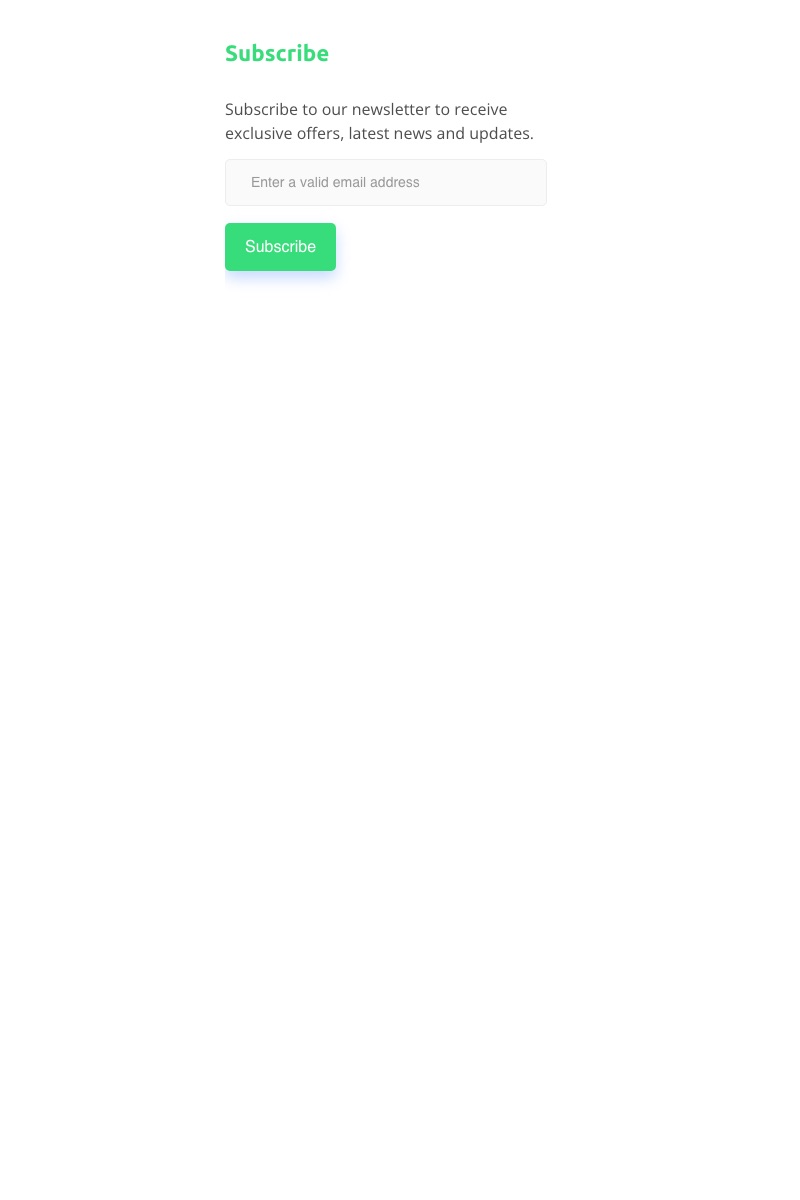 Subscribe
Subscribe to our newsletter to receive
exclusive offers, latest news and updates.
Enter a valid email address
Subscribe